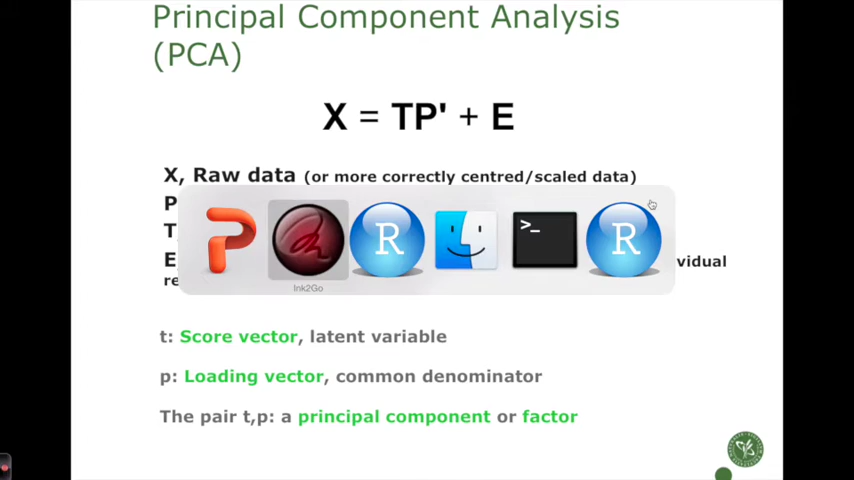 Principal Component Analysis
(PCA)
X = TP' + E
X, Raw data (or more correctly centred/scaled data)
P
T
E vidual
re
R
>_
R
Ink2Go
t: Score vector, latent variable
p: Loading vector, common denominator
The pair t,p: a principal component or factor